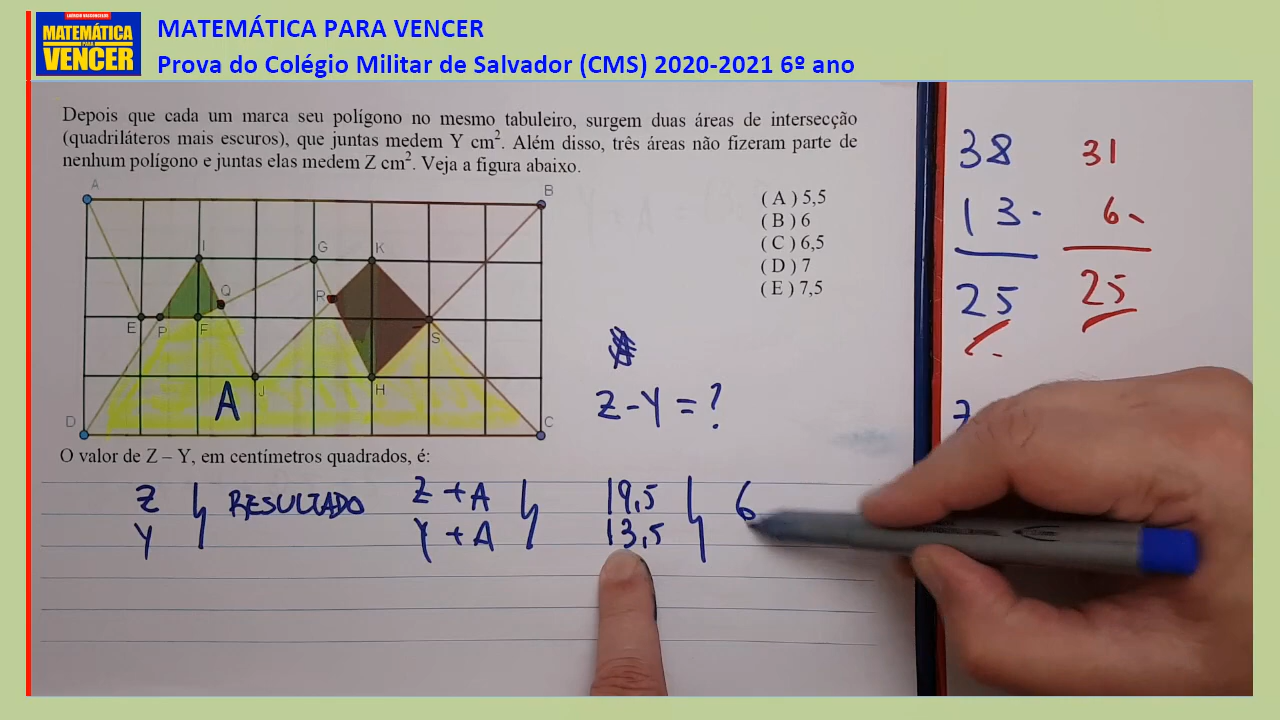 LAÉRCIO VASCONCELOS
MATEMÁTICA
PARA
VENCER
MATEMÁTICA PARA VENCER
Prova do Colégio Militar de Salvador (CMS) 2020-2021 6º ano
Depois que cada um marca seu polígono no mesmo tabuleiro, surgem duas áreas de intersecção
(quadriláteros mais escuros), que juntas medem Y cm². Além disso, três áreas não fizeram parte de
nenhum polígono e juntas elas medem Z cm². Veja a figura abaixo.
A B
I G K
Q R
E P F S
A J H
D C
( A ) 5,5
( B ) 6
( C ) 6,5
( D ) 7
( E ) 7,5
Z - Y = ?
O valor de Z – Y, em centímetros quadrados, é:
Z RESULTADO Z + A 19,5 6
Y Y + A 13,5
38 31
13 6
25 25
7